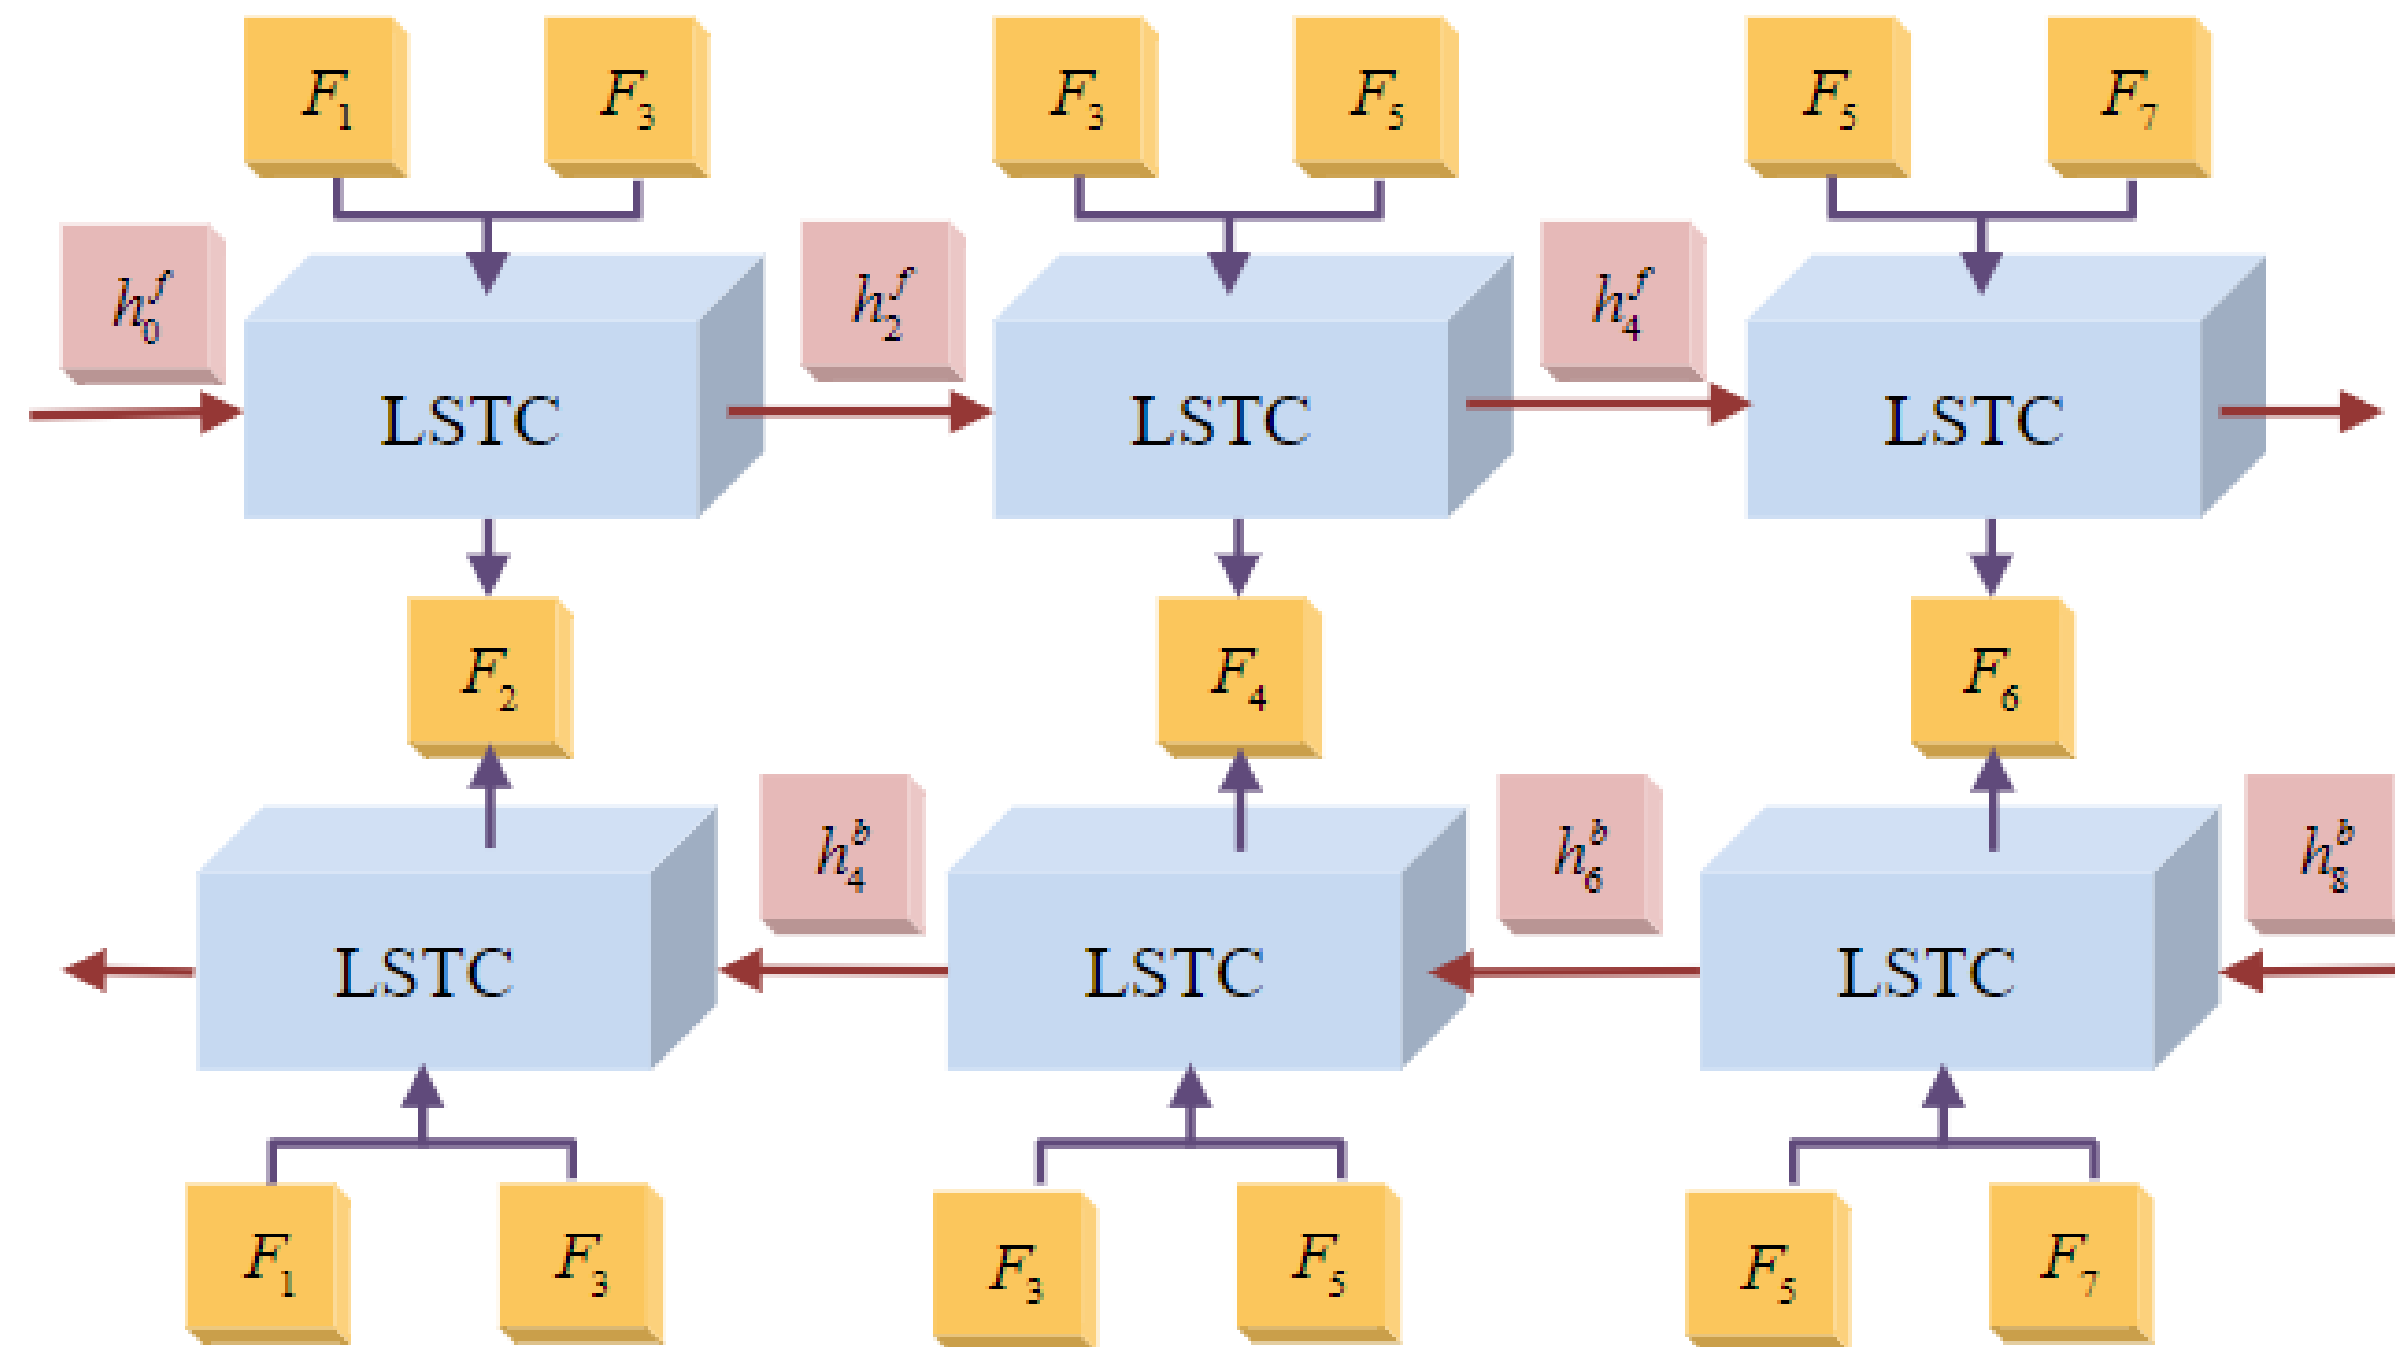 F₁ F₃ F₃ F₅ F₅ F₇
h₀ᶠ h₂ᶠ h₄ᶠ
LSTC LSTC LSTC
F₂ F₄ F₆
h₄ᵇ h₆ᵇ h₈ᵇ
LSTC LSTC LSTC
F₁ F₃ F₃ F₅ F₅ F₇